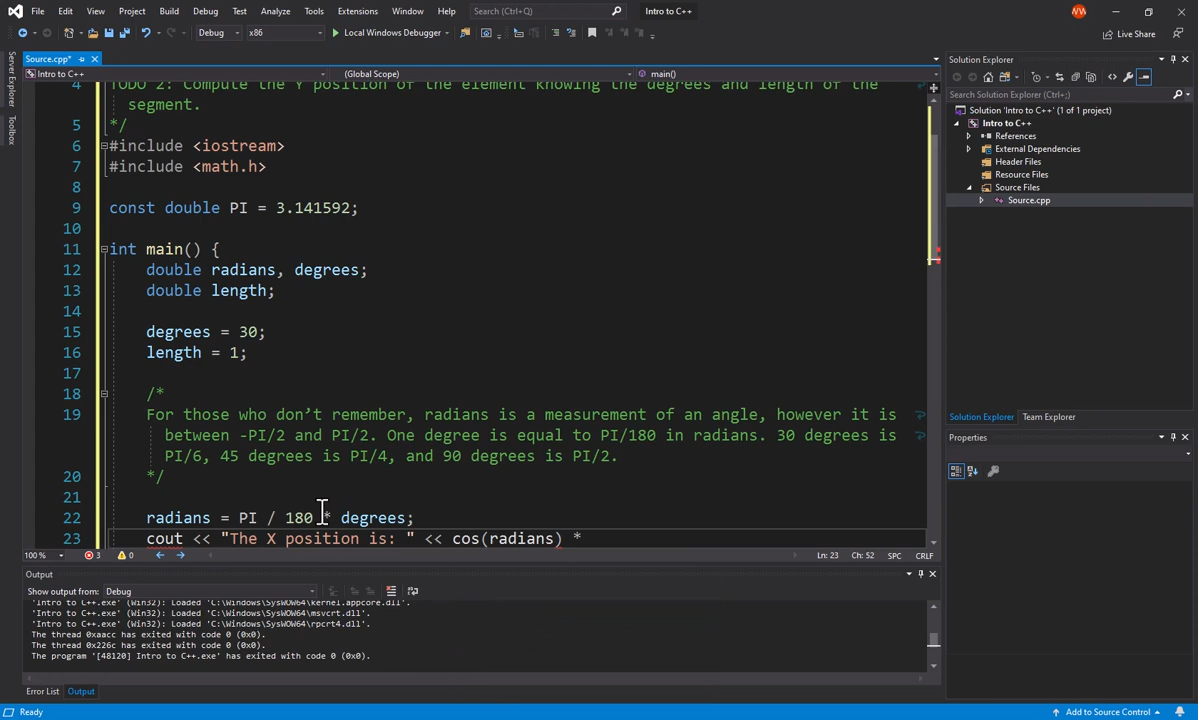 File Edit View Project Build Debug Test Analyze Tools Extensions Window Help Search (Ctrl+Q) Intro to C++
Debug x86 Local Windows Debugger Live Share
Server Explorer
Toolbox
Source.cpp*
Intro to C++ (Global Scope) main()
4 TODO 2: Compute the Y position of the element knowing the degrees and length of the
segment.
5 */
6 #include <iostream>
7 #include <math.h>
8
9 const double PI = 3.141592;
10
11 int main() {
12 double radians, degrees;
13 double length;
14
15 degrees = 30;
16 length = 1;
17
18 /*
19 For those who don’t remember, radians is a measurement of an angle, however it is
between -PI/2 and PI/2. One degree is equal to PI/180 in radians. 30 degrees is
PI/6, 45 degrees is PI/4, and 90 degrees is PI/2.
20 */
21
22 radians = PI / 180 * degrees;
23 cout << "The X position is: " << cos(radians) *
100 % 3 0 Ln: 23 Ch: 52 SPC CRLF
Output
Show output from: Debug
'Intro to C++.exe' (Win32): Loaded 'C:\Windows\SysWOW64\kernel.appcore.dll'.
'Intro to C++.exe' (Win32): Loaded 'C:\Windows\SysWOW64\msvcrt.dll'.
'Intro to C++.exe' (Win32): Loaded 'C:\Windows\SysWOW64\rpcrt4.dll'.
The thread 0xaacc has exited with code 0 (0x0).
The thread 0x226c has exited with code 0 (0x0).
The program '[48120] Intro to C++.exe' has exited with code 0 (0x0).
Error List Output
Solution Explorer
Search Solution Explorer (Ctrl+;)
Solution 'Intro to C++' (1 of 1 project)
Intro to C++
References
External Dependencies
Header Files
Resource Files
Source Files
Source.cpp
Solution Explorer Team Explorer
Properties
Ready Add to Source Control